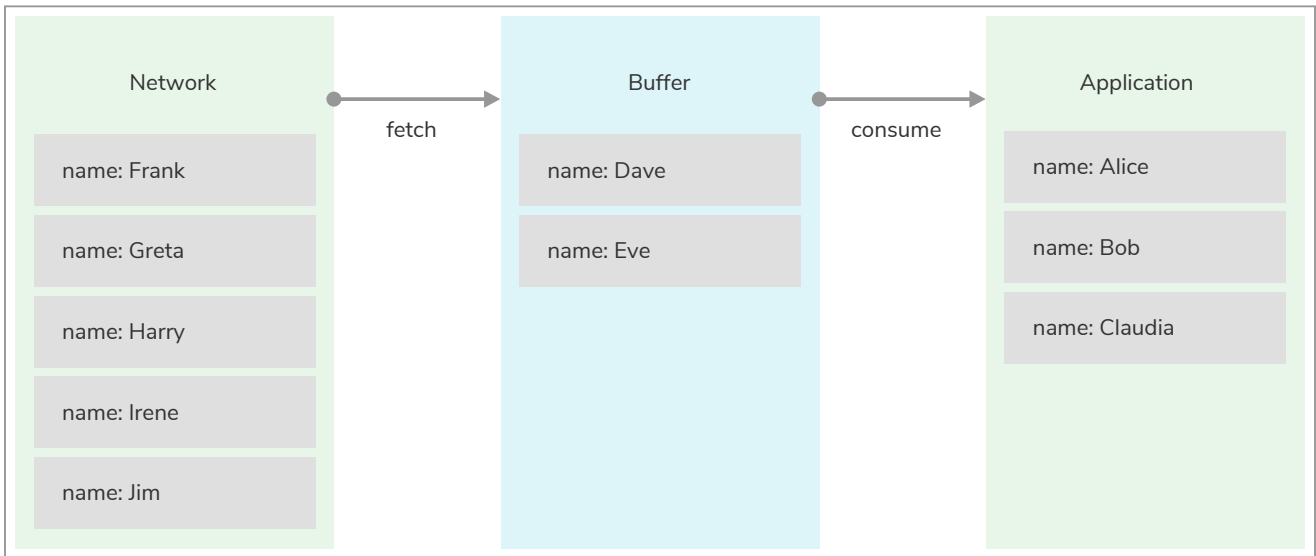 Network
fetch
name: Frank
name: Greta
name: Harry
name: Irene
name: Jim
Buffer
consume
name: Dave
name: Eve
Application
name: Alice
name: Bob
name: Claudia